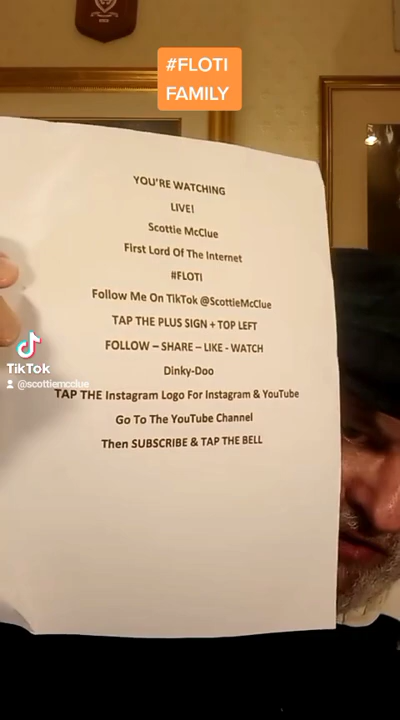 #FLOTI
FAMILY
YOU'RE WATCHING
LIVE!
Scottie McClue
First Lord Of The Internet
#FLOTI
Follow Me On TikTok @ScottieMcClue
TAP THE PLUS SIGN + TOP LEFT
FOLLOW – SHARE – LIKE - WATCH
Dinky-Doo
TAP THE Instagram Logo For Instagram & YouTube
Go To The YouTube Channel
Then SUBSCRIBE & TAP THE BELL
TikTok
@scottiemcclue